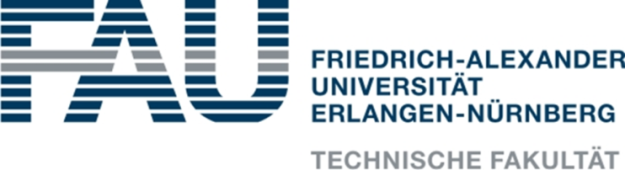 FAU
FRIEDRICH-ALEXANDER
UNIVERSITÄT
ERLANGEN-NÜRNBERG
TECHNISCHE FAKULTÄT